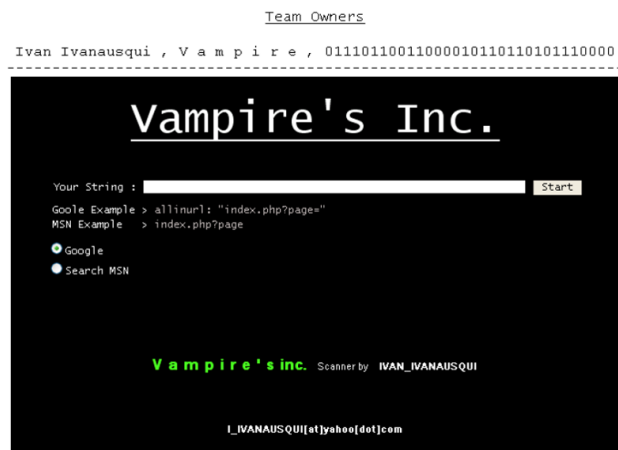 Team Owners
Ivan Ivanausqui , V a m p i r e , 01110110011000010110110101110000
Vampire's Inc.
Your String : Start
Goole Example > allinurl: "index.php?page="
MSN Example > index.php?page
Google
Search MSN
V a m p i r e ' s inc. Scanner by IVAN_IVANAUSQUI
I_IVANAUSQUI[at]yahoo[dot]com